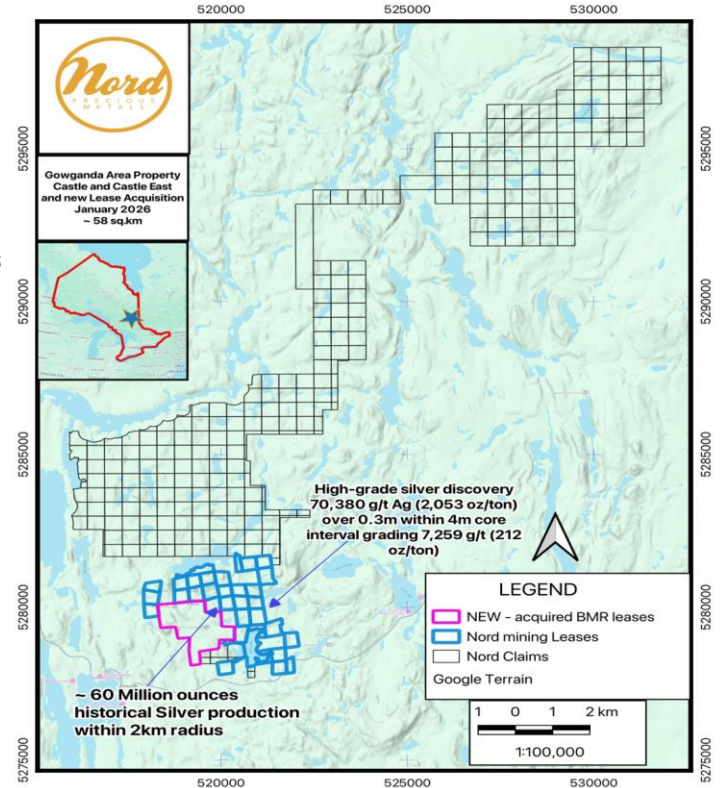 520000
525000
530000
Nord
PRECIOUS
METALS
Gowganda Area Property
Castle and Castle East
and new Lease Acquisition
January 2026
~ 58 sq.km
5295000
5295000
5290000
5290000
5285000
5285000
High-grade silver discovery
70,380 g/t Ag (2,053 oz/ton)
over 0.3m within 4m core
interval grading 7,259 g/t (212
oz/ton)
5280000
5280000
LEGEND
NEW - acquired BMR leases
Nord mining Leases
Nord Claims
Google Terrain
~ 60 Million ounces
historical Silver production
within 2km radius
1 0 1 2 km
1:100,000
5275000
5275000
520000
525000
530000